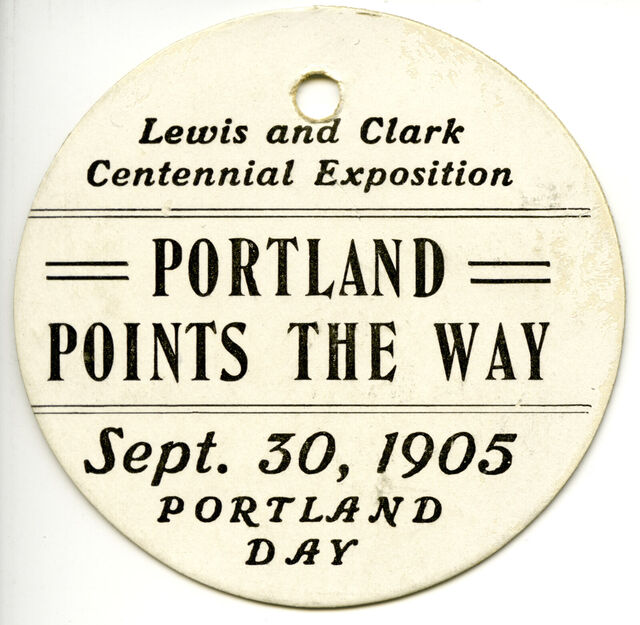 Lewis and Clark
Centennial Exposition
PORTLAND
POINTS THE WAY
Sept. 30, 1905
PORTLAND
DAY